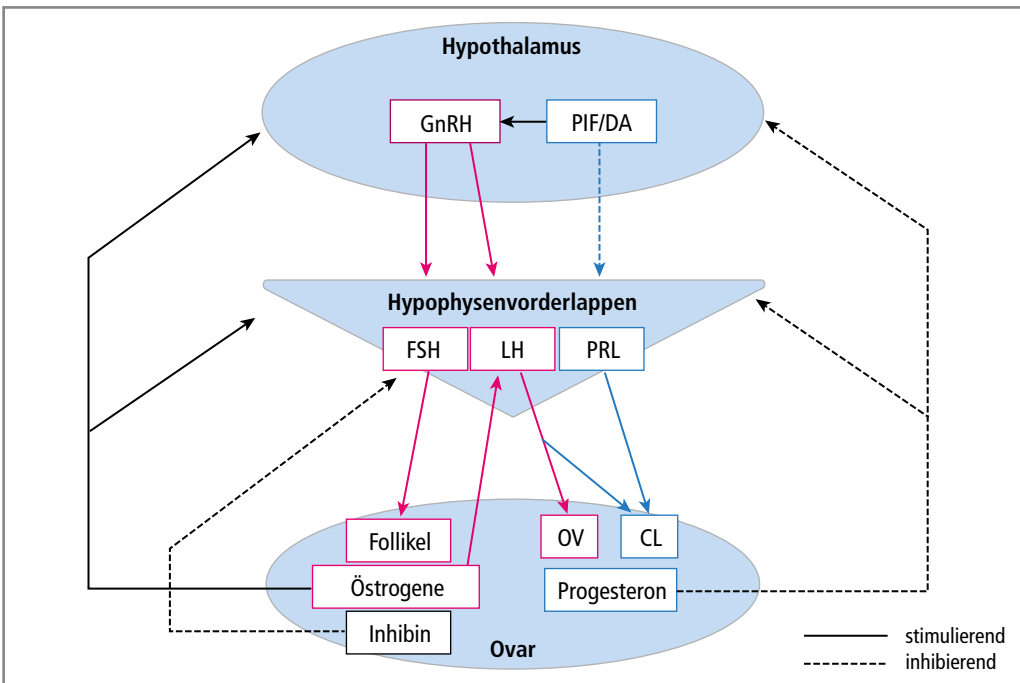 Hypothalamus
GnRH
PIF/DA
Hypophysenvorderlappen
FSH
LH
PRL
Follikel
OV
CL
Östrogene
Progesteron
Inhibin
Ovar
stimulierend
inhibierend